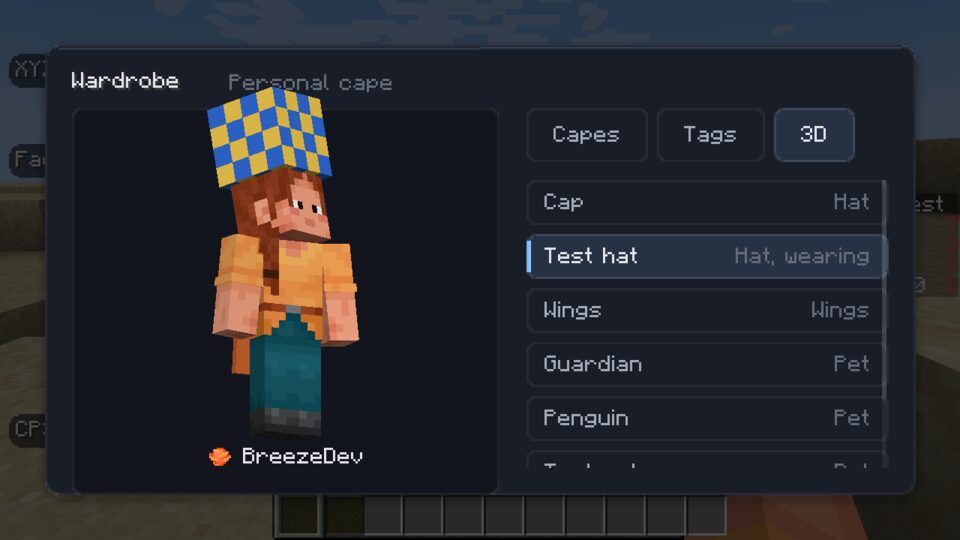 Wardrobe
Personal cape
Capes
Tags
3D
Cap
Hat
Test hat
Hat, wearing
Wings
Wings
Guardian
Pet
Penguin
Pet
BreezeDev